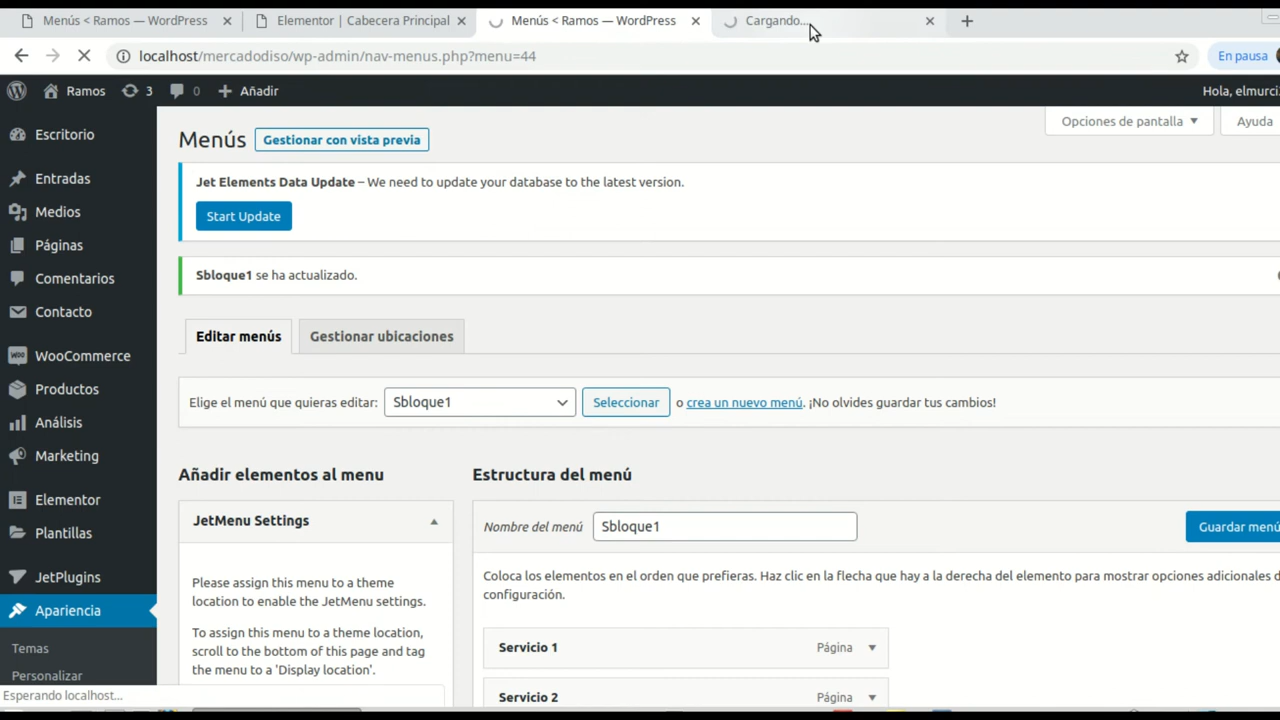 Menús < Ramos — WordPress
Elementor | Cabecera Principal
Menús < Ramos — WordPress
Cargando...
localhost/mercadodiso/wp-admin/nav-menus.php?menu=44
En pausa
Ramos
3
0
Añadir
Hola, elmurci
Escritorio
Entradas
Medios
Páginas
Comentarios
Contacto
WooCommerce
Productos
Análisis
Marketing
Elementor
Plantillas
JetPlugins
Apariencia
Temas
Personalizar
Esperando localhost...
Menús
Gestionar con vista previa
Opciones de pantalla
Ayuda
Jet Elements Data Update – We need to update your database to the latest version.
Start Update
Sbloque1 se ha actualizado.
Editar menús
Gestionar ubicaciones
Elige el menú que quieras editar:
Sbloque1
Seleccionar
o crea un nuevo menú. ¡No olvides guardar tus cambios!
Añadir elementos al menu
JetMenu Settings
Please assign this menu to a theme
location to enable the JetMenu settings.
To assign this menu to a theme location,
scroll to the bottom of this page and tag
the menu to a 'Display location'.
Estructura del menú
Nombre del menú
Sbloque1
Guardar menú
Coloca los elementos en el orden que prefieras. Haz clic en la flecha que hay a la derecha del elemento para mostrar opciones adicionales d
configuración.
Servicio 1
Página
Servicio 2
Página